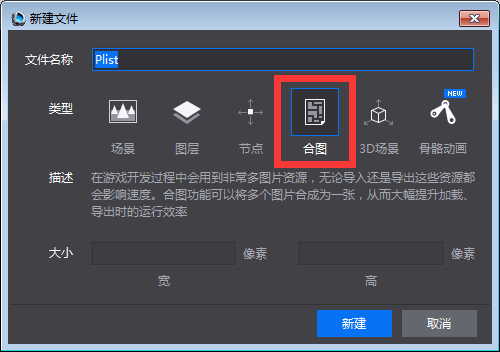 新建文件
文件名称 Plist
NEW
类型
场景 图层 节点 合图 3D场景 骨骼动画
描述 在游戏开发过程中会用到非常多图片资源，无论导入还是导出这些资源都
会影响速度。合图功能可以将多个图片合成为一张，从而大幅提升加载、
导出时的运行效率
大小 像素 像素
宽 高
新建 取消